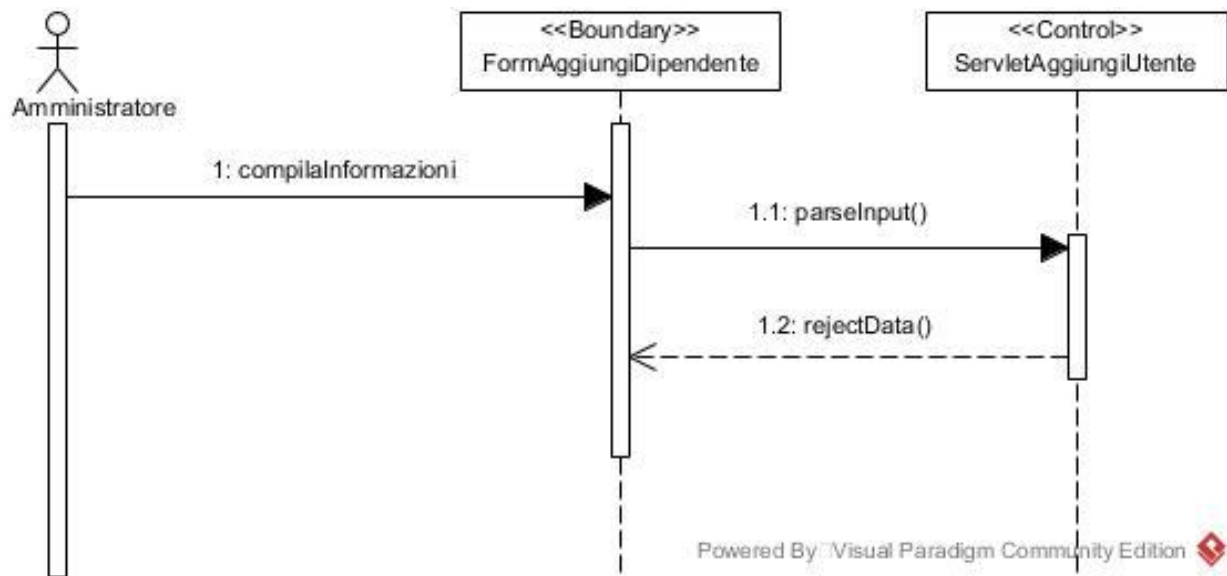 <<Boundary>>
FormAggiungiDipendente
<<Control>>
ServletAggiungiUtente
Amministratore
1: compilaInformazioni
1.1: parseInput()
1.2: rejectData()
Powered By Visual Paradigm Community Edition